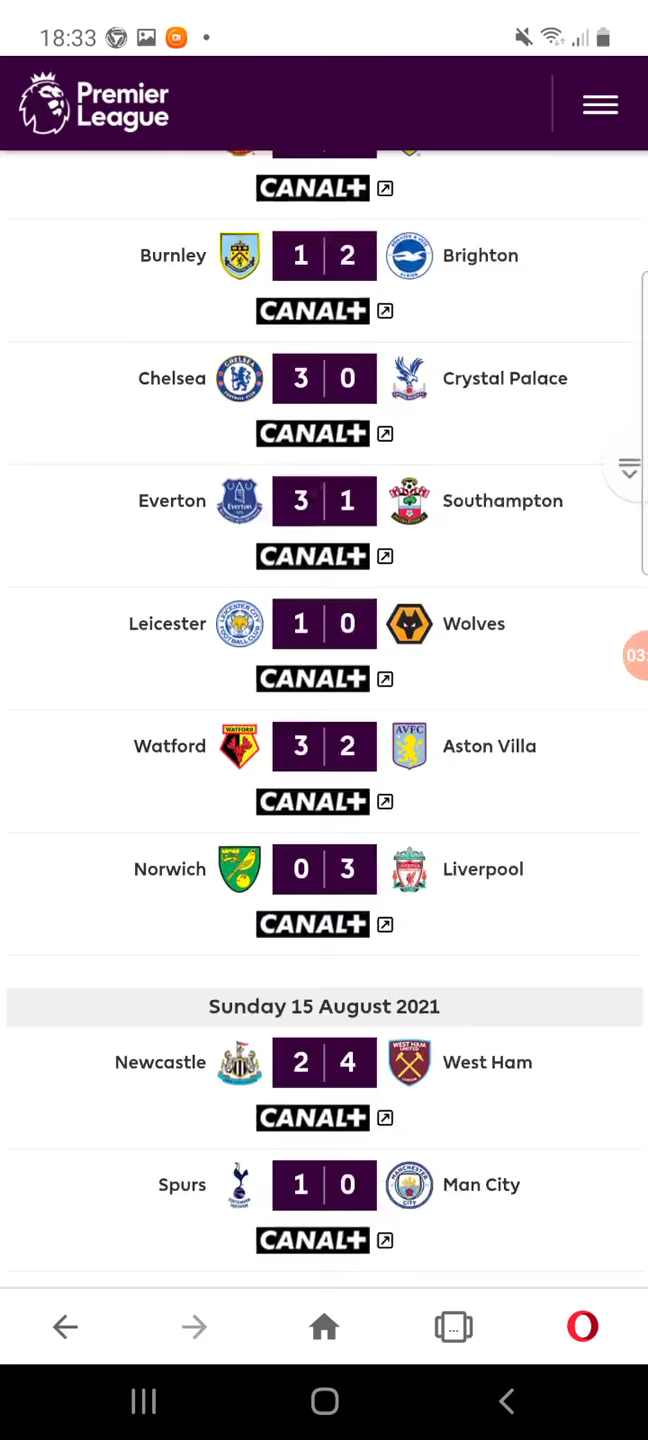 18:33
Premier
League
CANAL+
Burnley 1 2 Brighton
CANAL+
Chelsea 3 0 Crystal Palace
CANAL+
Everton 3 1 Southampton
CANAL+
Leicester 1 0 Wolves
CANAL+
03:
Watford 3 2 Aston Villa
CANAL+
Norwich 0 3 Liverpool
CANAL+
Sunday 15 August 2021
Newcastle 2 4 West Ham
CANAL+
Spurs 1 0 Man City
CANAL+